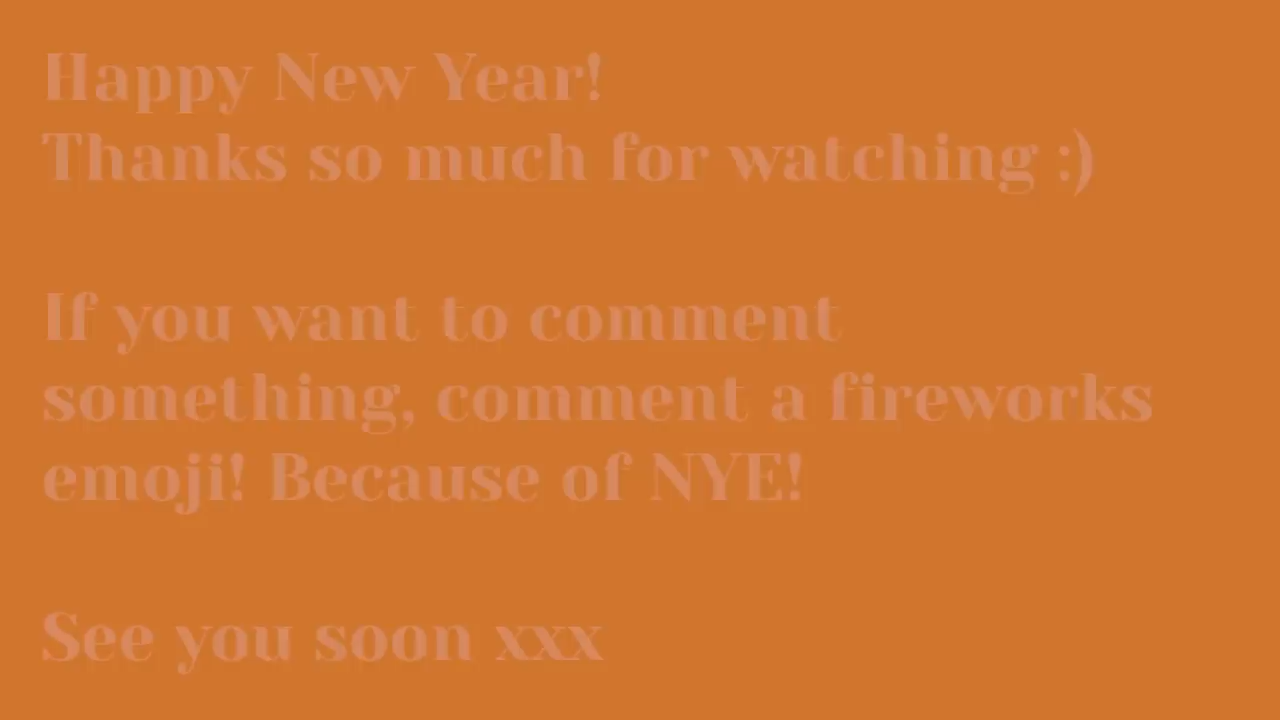 Happy New Year!
Thanks so much for watching :)
If you want to comment
something, comment a fireworks
emoji! Because of NYE!
See you soon xxx